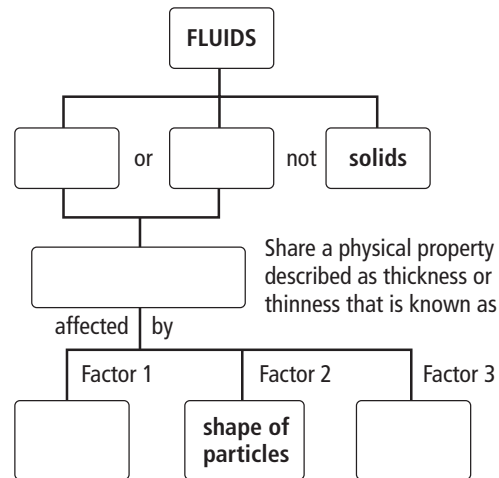 FLUIDS
or
not
solids
Share a physical property
described as thickness or
thinness that is known as
affected by
Factor 1
Factor 2
Factor 3
shape of
particles